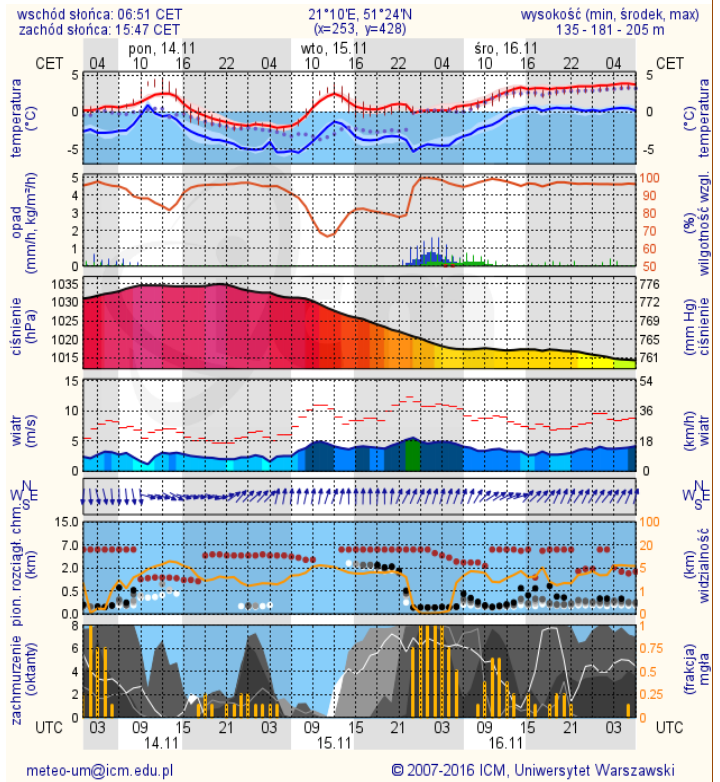 wschód słońca: 06:51 CET 21°10'E, 51°24'N wysokość (min, środek, max)
zachód słońca: 15:47 CET (x=253, y=428) 135 - 181 - 205 m
pon, 14.11 wto, 15.11 śro, 16.11
CET 04 10 16 22 04 10 16 22 04 10 16 22 04 CET
temperatura (°C)
5 0 -5
5 0 -5
(°C) temperatura
opad (mm/h, kg/m²/h)
5 4 3 2 1 0
100 90 80 70 60 50
(%) wilgotność wzgl.
ciśnienie (hPa)
1035 1030 1020 1015
776 772 769 765 761
(mm Hg) ciśnienie
wiatr (m/s)
15 10 5 0
54 36 18 0
(km/h) wiatr
N W E S
N W E S
pion. rozciągł. chm. (km)
15.0 7.0 2.0 0.5 0.0
100 20 5 1 0
(km) widzialność
zachmurzenie (oktanty)
8 6 4 2 0
1 0.75 0.5 0.25 0
(frakcja) mgła
UTC 03 09 15 21 03 09 15 21 03 09 15 21 03 UTC
14.11 15.11 16.11
meteo-um@icm.edu.pl © 2007-2016 ICM, Uniwersytet Warszawski